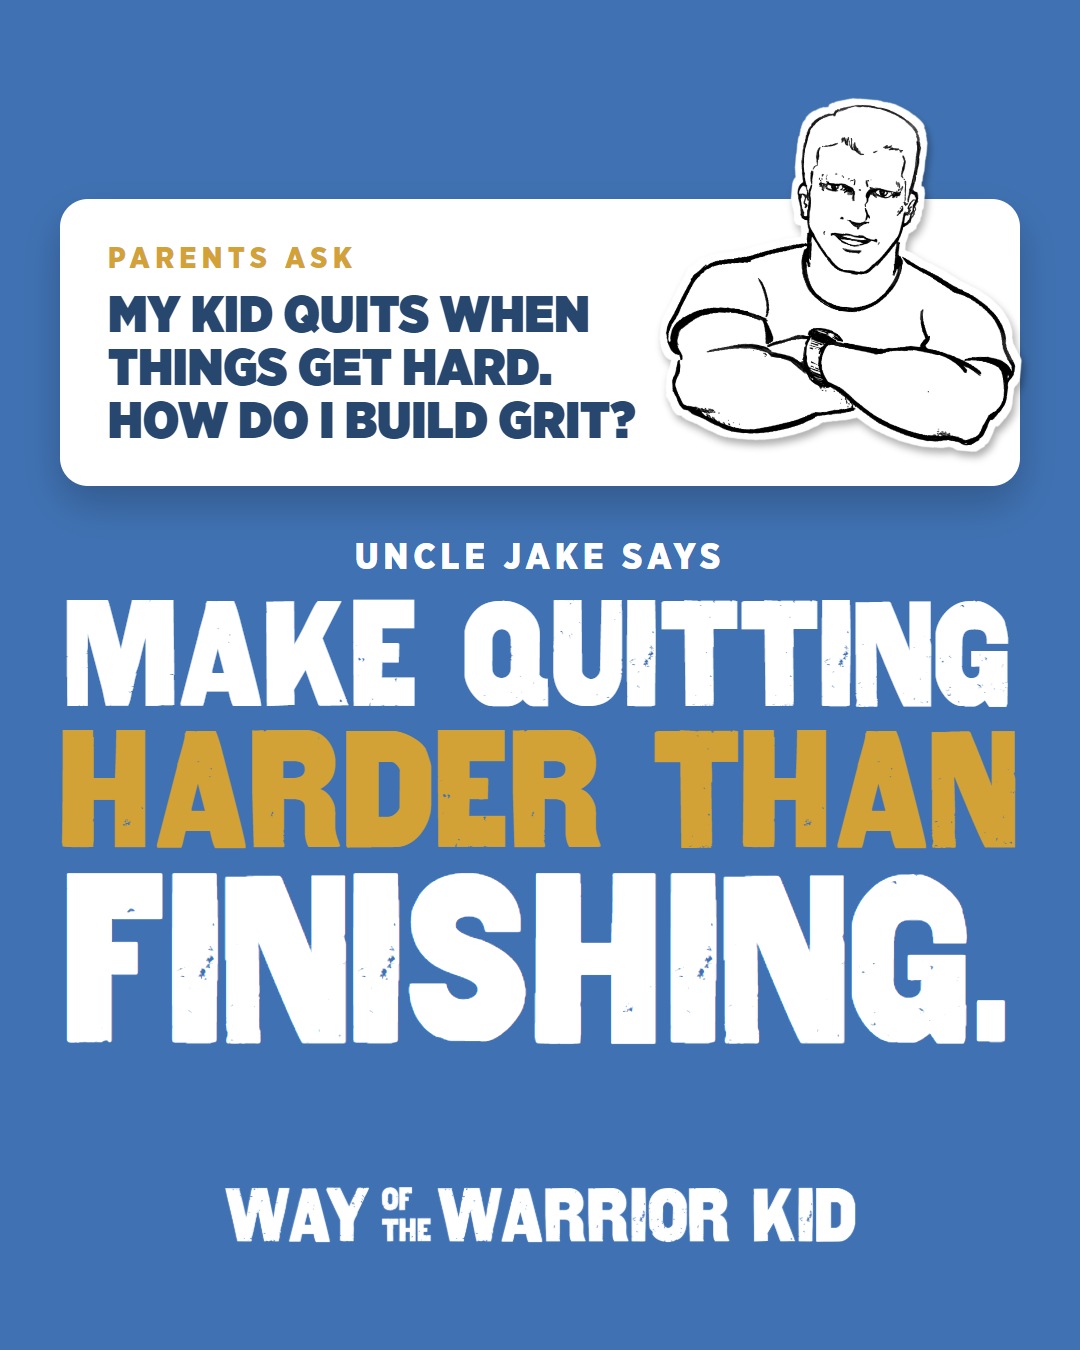 PARENTS ASK
MY KID QUITS WHEN
THINGS GET HARD.
HOW DO I BUILD GRIT?
UNCLE JAKE SAYS
MAKE QUITTING
HARDER THAN
FINISHING.
WAY OF THE WARRIOR KID